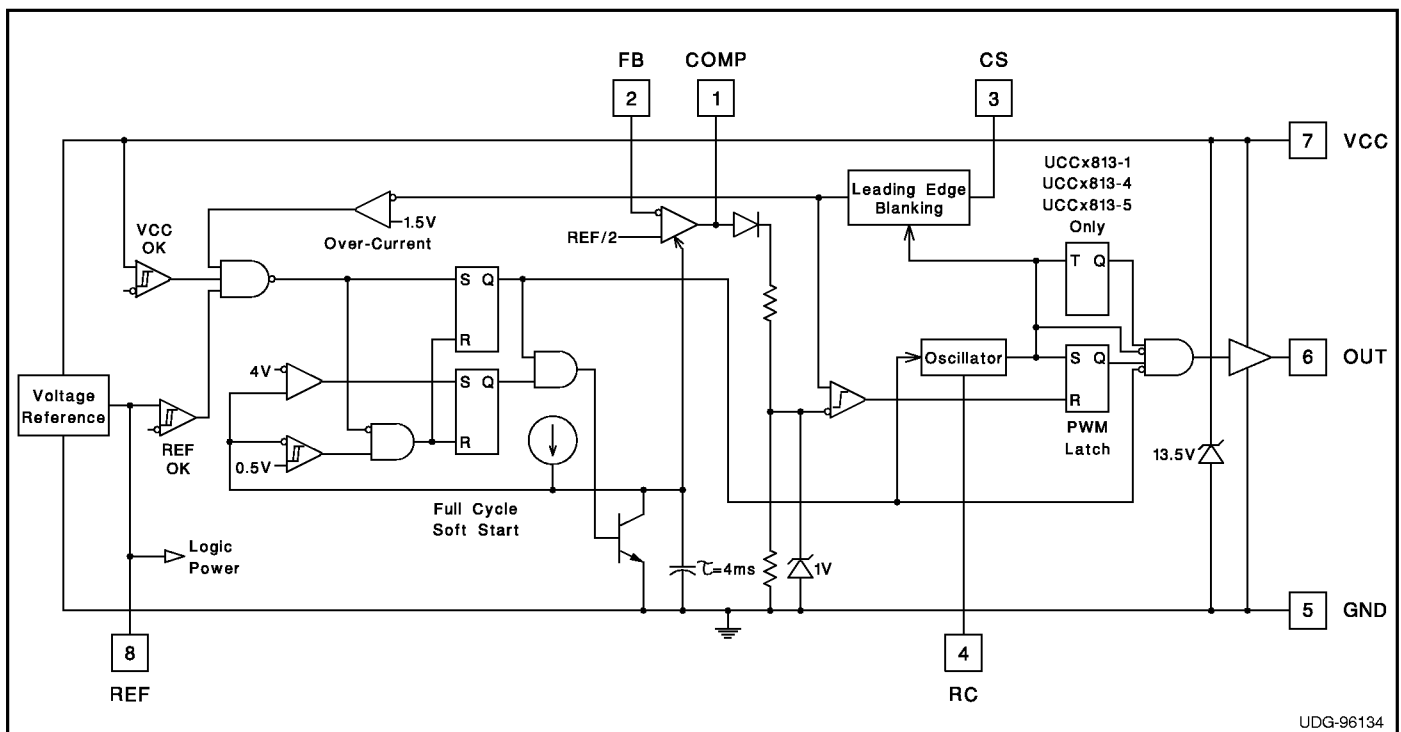 FB
COMP
CS
2
1
3
7
VCC
UCCx813-1
UCCx813-4
UCCx813-5
Only
Leading Edge
Blanking
1.5V
Over-Current
REF/2
VCC
OK
T Q
S Q
R
4V
S Q
R
Oscillator
S Q
R
PWM
Latch
6
OUT
Voltage
Reference
REF
OK
0.5V
13.5V
Full Cycle
Soft Start
Logic
Power
τ=4ms
1V
5
GND
8
REF
4
RC
UDG-96134